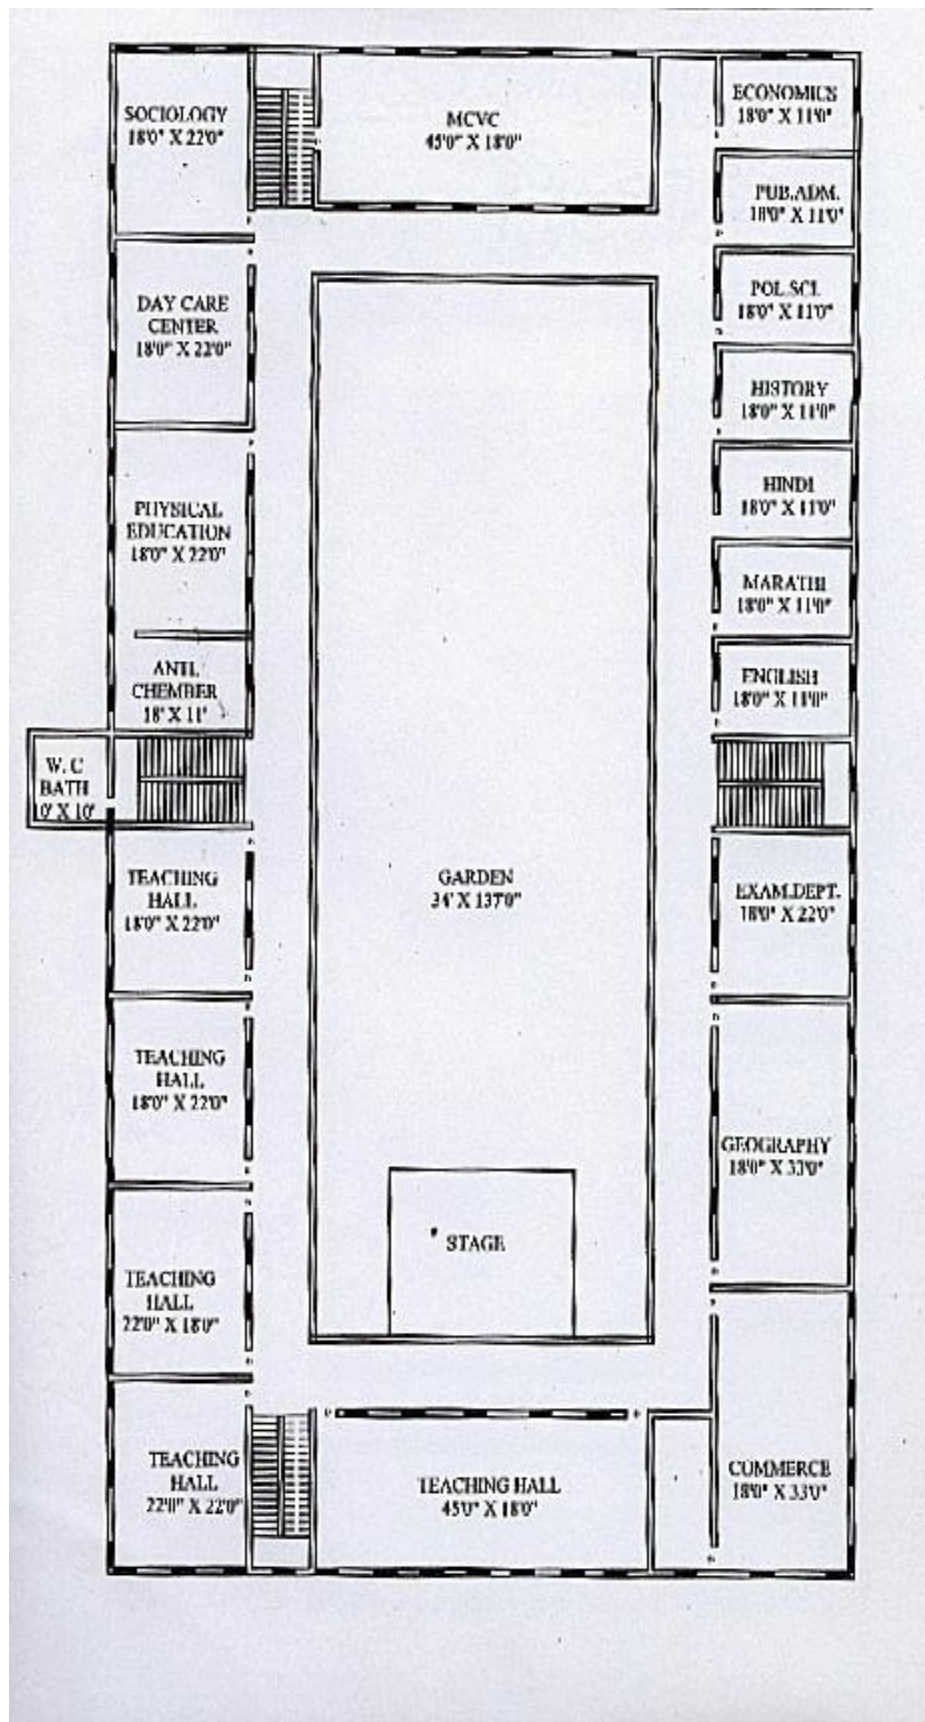 SOCIOLOGY
18'0" X 22'0"
MCVC
45'0" X 18'0"
ECONOMICS
18'0" X 11'0"
PUB.ADM.
18'0" X 11'0"
DAY CARE
CENTER
18'0" X 22'0"
POL.SCI.
18'0" X 11'0"
HISTORY
18'0" X 11'0"
PHYSICAL
EDUCATION
18'0" X 22'0"
HINDI
18'0" X 11'0"
MARATHI
18'0" X 11'0"
ANTI.
CHEMBER
18' X 11'
ENGLISH
18'0" X 11'0"
W.C
BATH
10' X 10'
TEACHING
HALL
18'0" X 22'0"
GARDEN
34' X 137'0"
EXAM.DEPT.
18'0" X 22'0"
TEACHING
HALL
18'0" X 22'0"
GEOGRAPHY
18'0" X 33'0"
STAGE
TEACHING
HALL
22'0" X 18'0"
TEACHING
HALL
22'0" X 22'0"
TEACHING HALL
45'0" X 18'0"
COMMERCE
18'0" X 33'0"